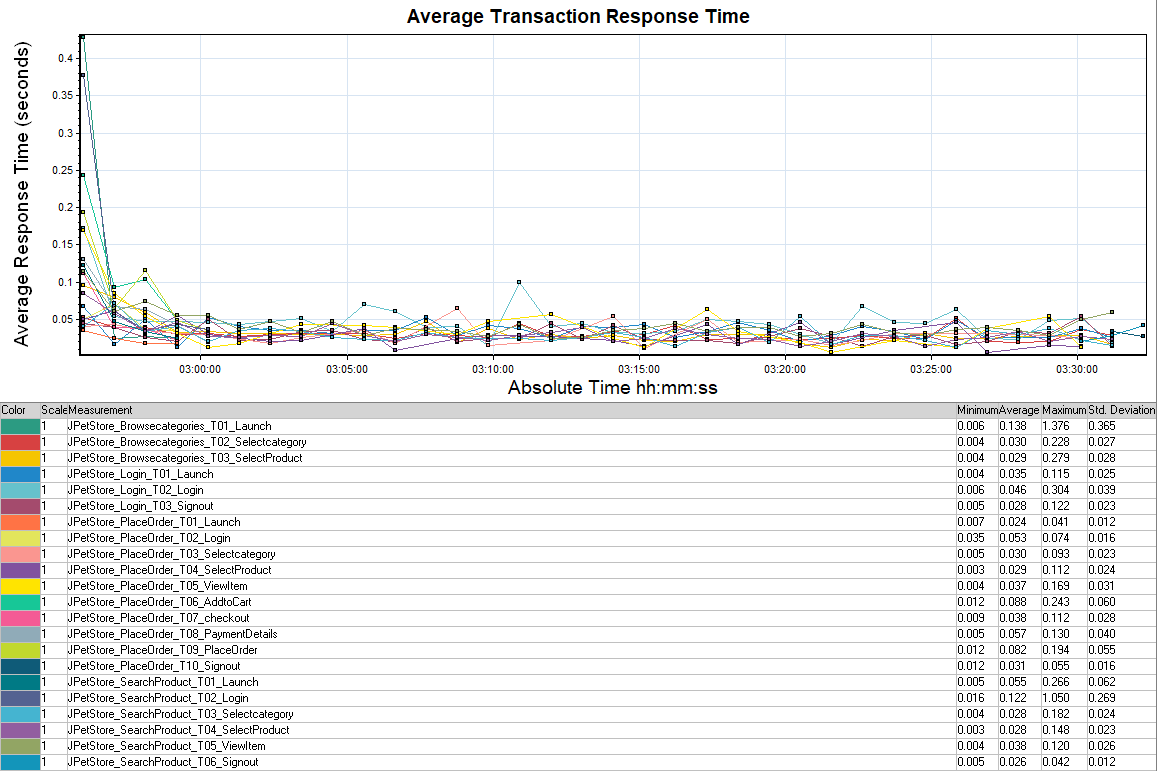 Average Transaction Response Time
Average Response Time (seconds)
0.4
0.35
0.3
0.25
0.2
0.15
0.1
0.05
03:00:00 03:05:00 03:10:00 03:15:00 03:20:00 03:25:00 03:30:00
Absolute Time hh:mm:ss
Color Scale Measurement Minimum Average Maximum Std. Deviation
1 JPetStore_Browsecategories_T01_Launch 0.006 0.138 1.376 0.365
1 JPetStore_Browsecategories_T02_Selectcategory 0.004 0.030 0.228 0.027
1 JPetStore_Browsecategories_T03_SelectProduct 0.004 0.029 0.279 0.028
1 JPetStore_Login_T01_Launch 0.004 0.035 0.115 0.025
1 JPetStore_Login_T02_Login 0.006 0.046 0.304 0.039
1 JPetStore_Login_T03_Signout 0.005 0.028 0.122 0.023
1 JPetStore_PlaceOrder_T01_Launch 0.007 0.024 0.041 0.012
1 JPetStore_PlaceOrder_T02_Login 0.035 0.053 0.074 0.016
1 JPetStore_PlaceOrder_T03_Selectcategory 0.005 0.030 0.093 0.023
1 JPetStore_PlaceOrder_T04_SelectProduct 0.003 0.029 0.112 0.024
1 JPetStore_PlaceOrder_T05_ViewItem 0.004 0.037 0.169 0.031
1 JPetStore_PlaceOrder_T06_AddtoCart 0.012 0.088 0.243 0.060
1 JPetStore_PlaceOrder_T07_checkout 0.009 0.038 0.112 0.028
1 JPetStore_PlaceOrder_T08_PaymentDetails 0.005 0.057 0.130 0.040
1 JPetStore_PlaceOrder_T09_PlaceOrder 0.012 0.082 0.194 0.055
1 JPetStore_PlaceOrder_T10_Signout 0.012 0.031 0.055 0.016
1 JPetStore_SearchProduct_T01_Launch 0.005 0.055 0.266 0.062
1 JPetStore_SearchProduct_T02_Login 0.016 0.122 1.050 0.269
1 JPetStore_SearchProduct_T03_Selectcategory 0.004 0.028 0.182 0.024
1 JPetStore_SearchProduct_T04_SelectProduct 0.003 0.028 0.148 0.023
1 JPetStore_SearchProduct_T05_ViewItem 0.004 0.038 0.120 0.026
1 JPetStore_SearchProduct_T06_Signout 0.005 0.026 0.042 0.012